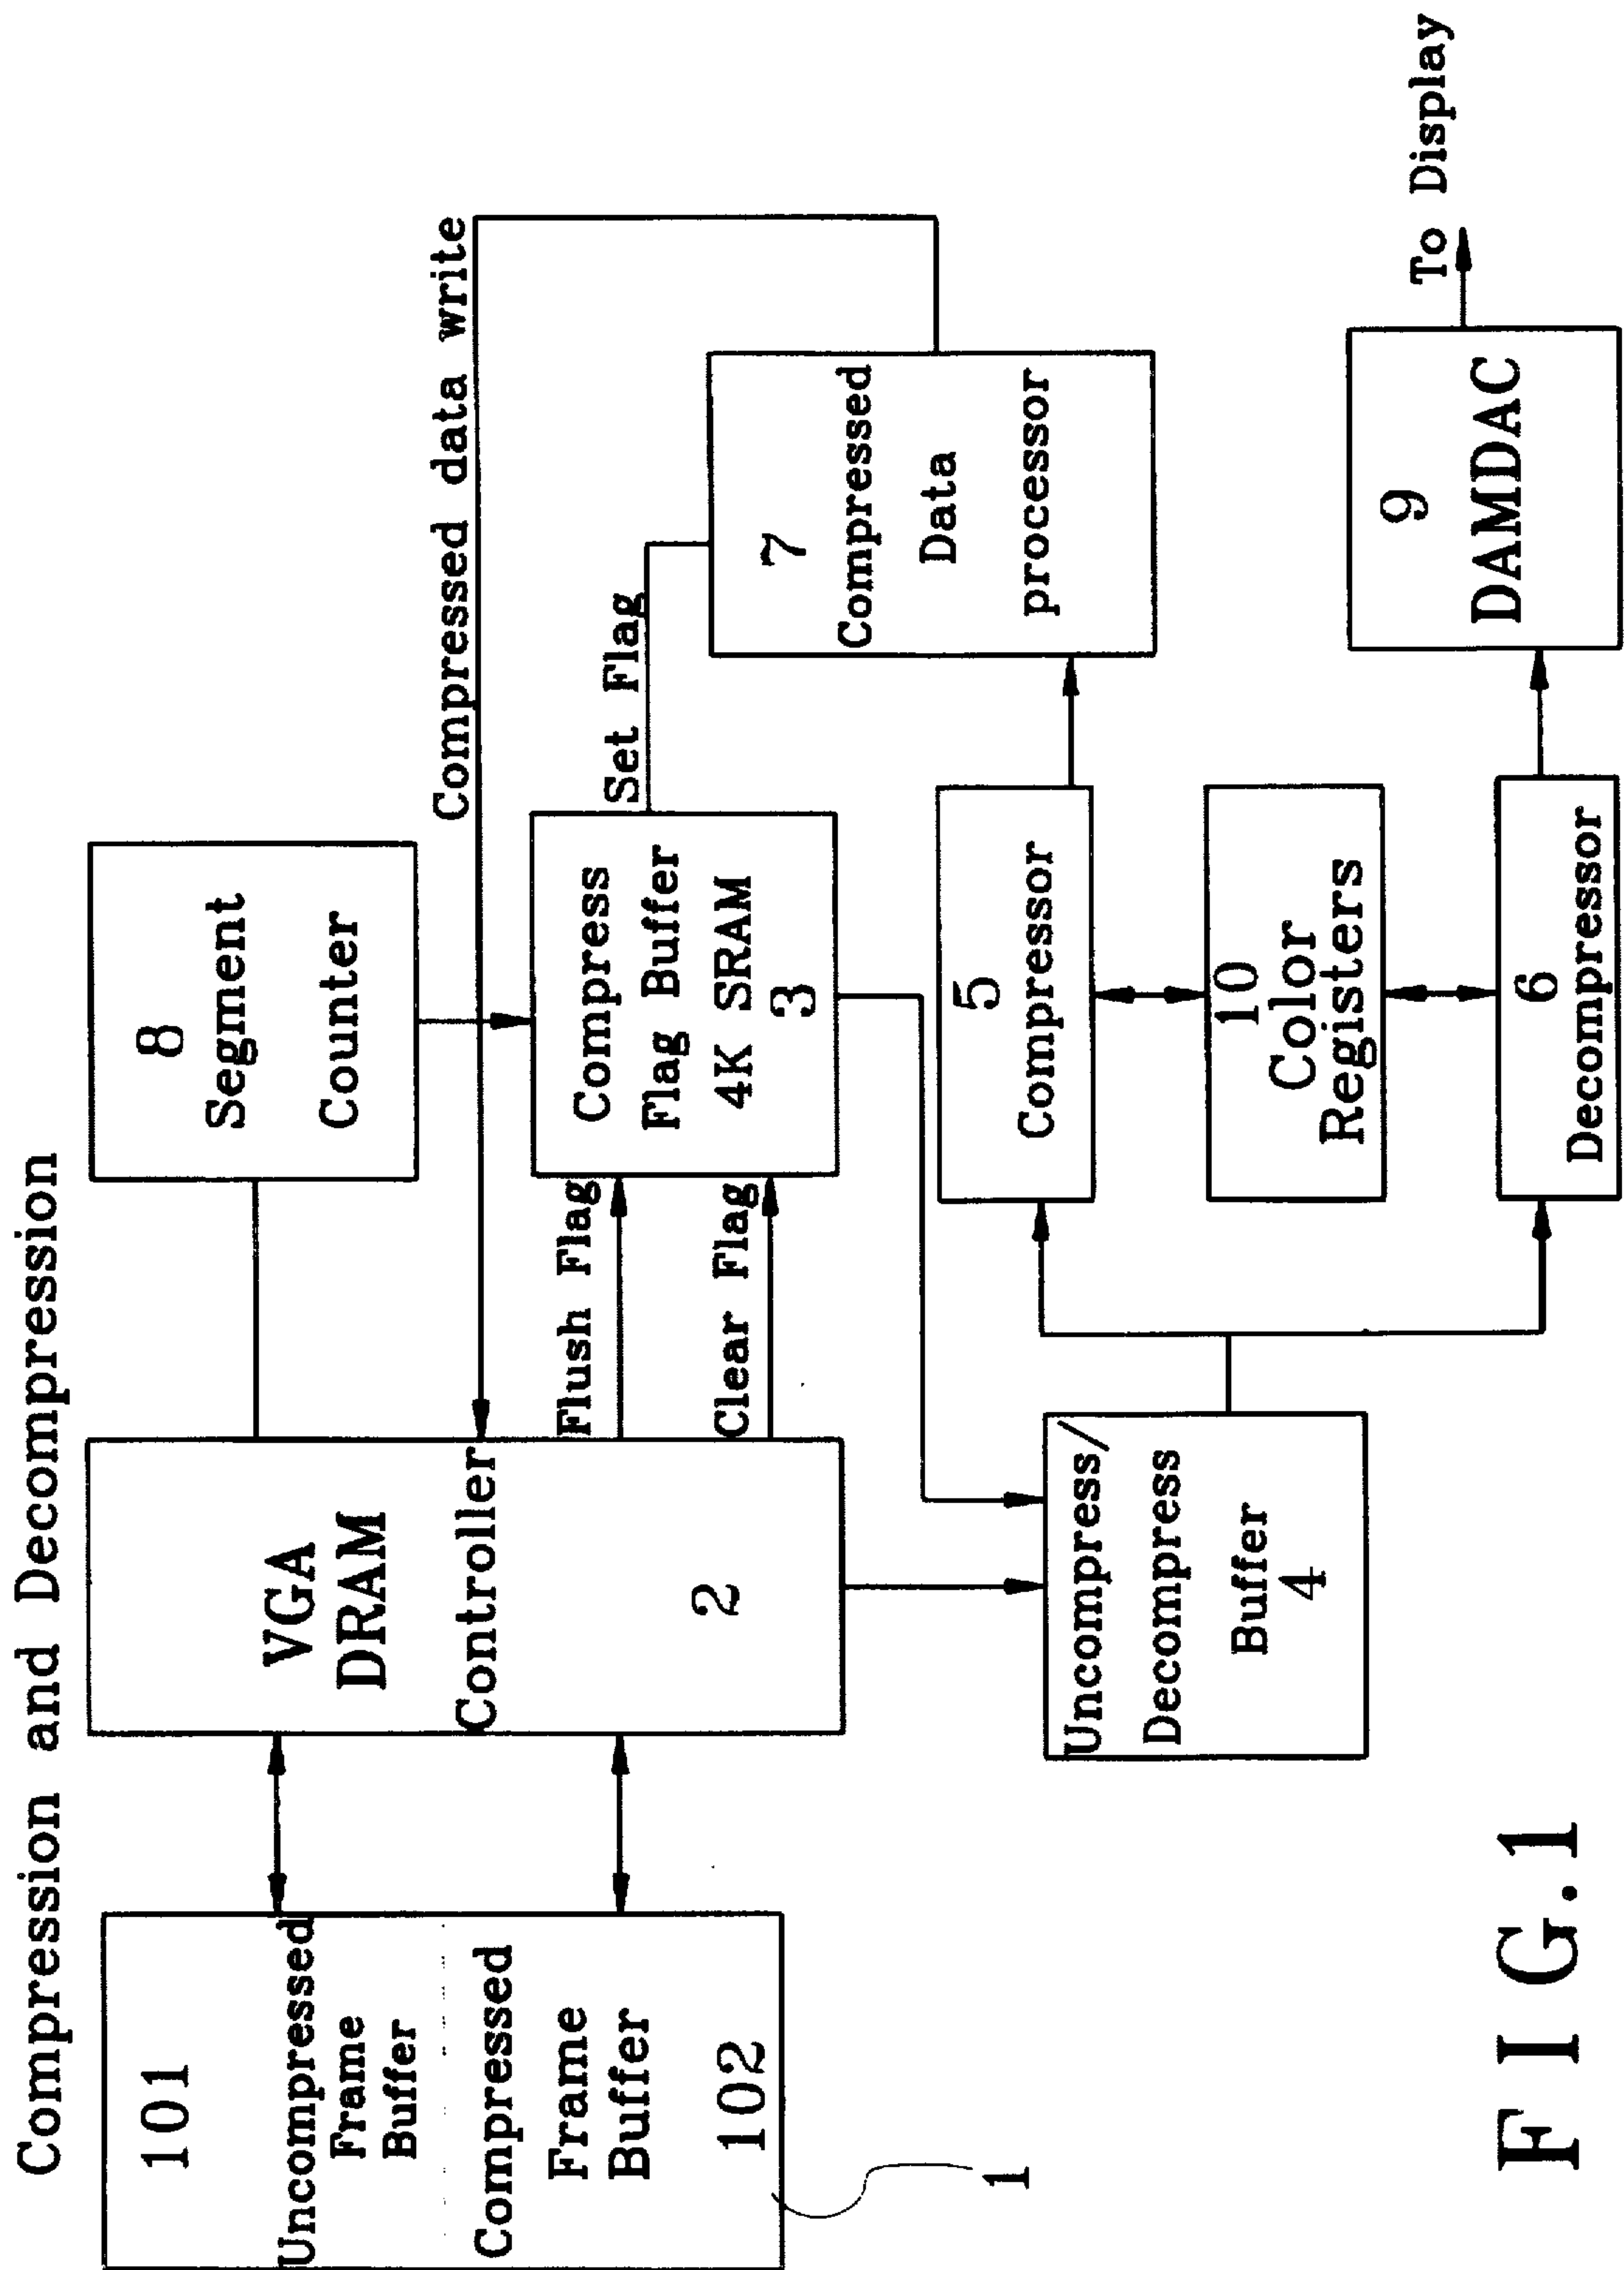 Compression and Decompression
101
Uncompressed
Frame
Buffer
Compressed
Frame
Buffer
102
1
VGA
DRAM
Controller
2
8
Segment
Counter
Compressed data write
Flush Flag
Clear Flag
Compress
Flag Buffer
4K SRAM
3
Set Flag
7
Compressed
Data
processor
Uncompress/
Decompress
Buffer
4
5
Compressor
10
Color
Registers
6
Decompressor
9
DAMDAC
To Display
F I G.1